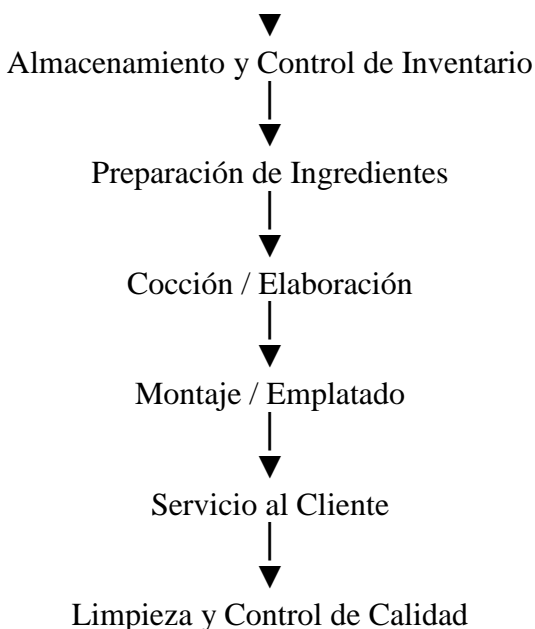 Almacenamiento y Control de Inventario
Preparación de Ingredientes
Cocción / Elaboración
Montaje / Emplatado
Servicio al Cliente
Limpieza y Control de Calidad